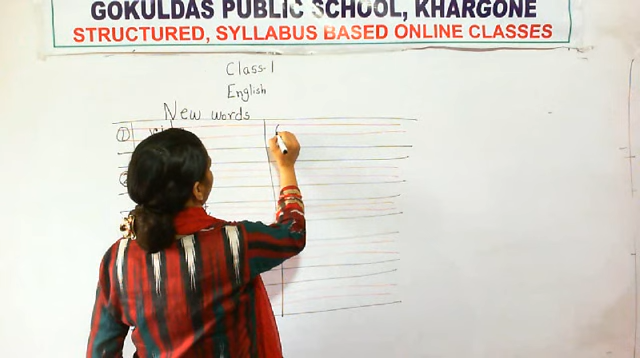 GOKULDAS PUBLIC SCHOOL, KHARGONE
STRUCTURED, SYLLABUS BASED ONLINE CLASSES
Class-1
English
New words
①